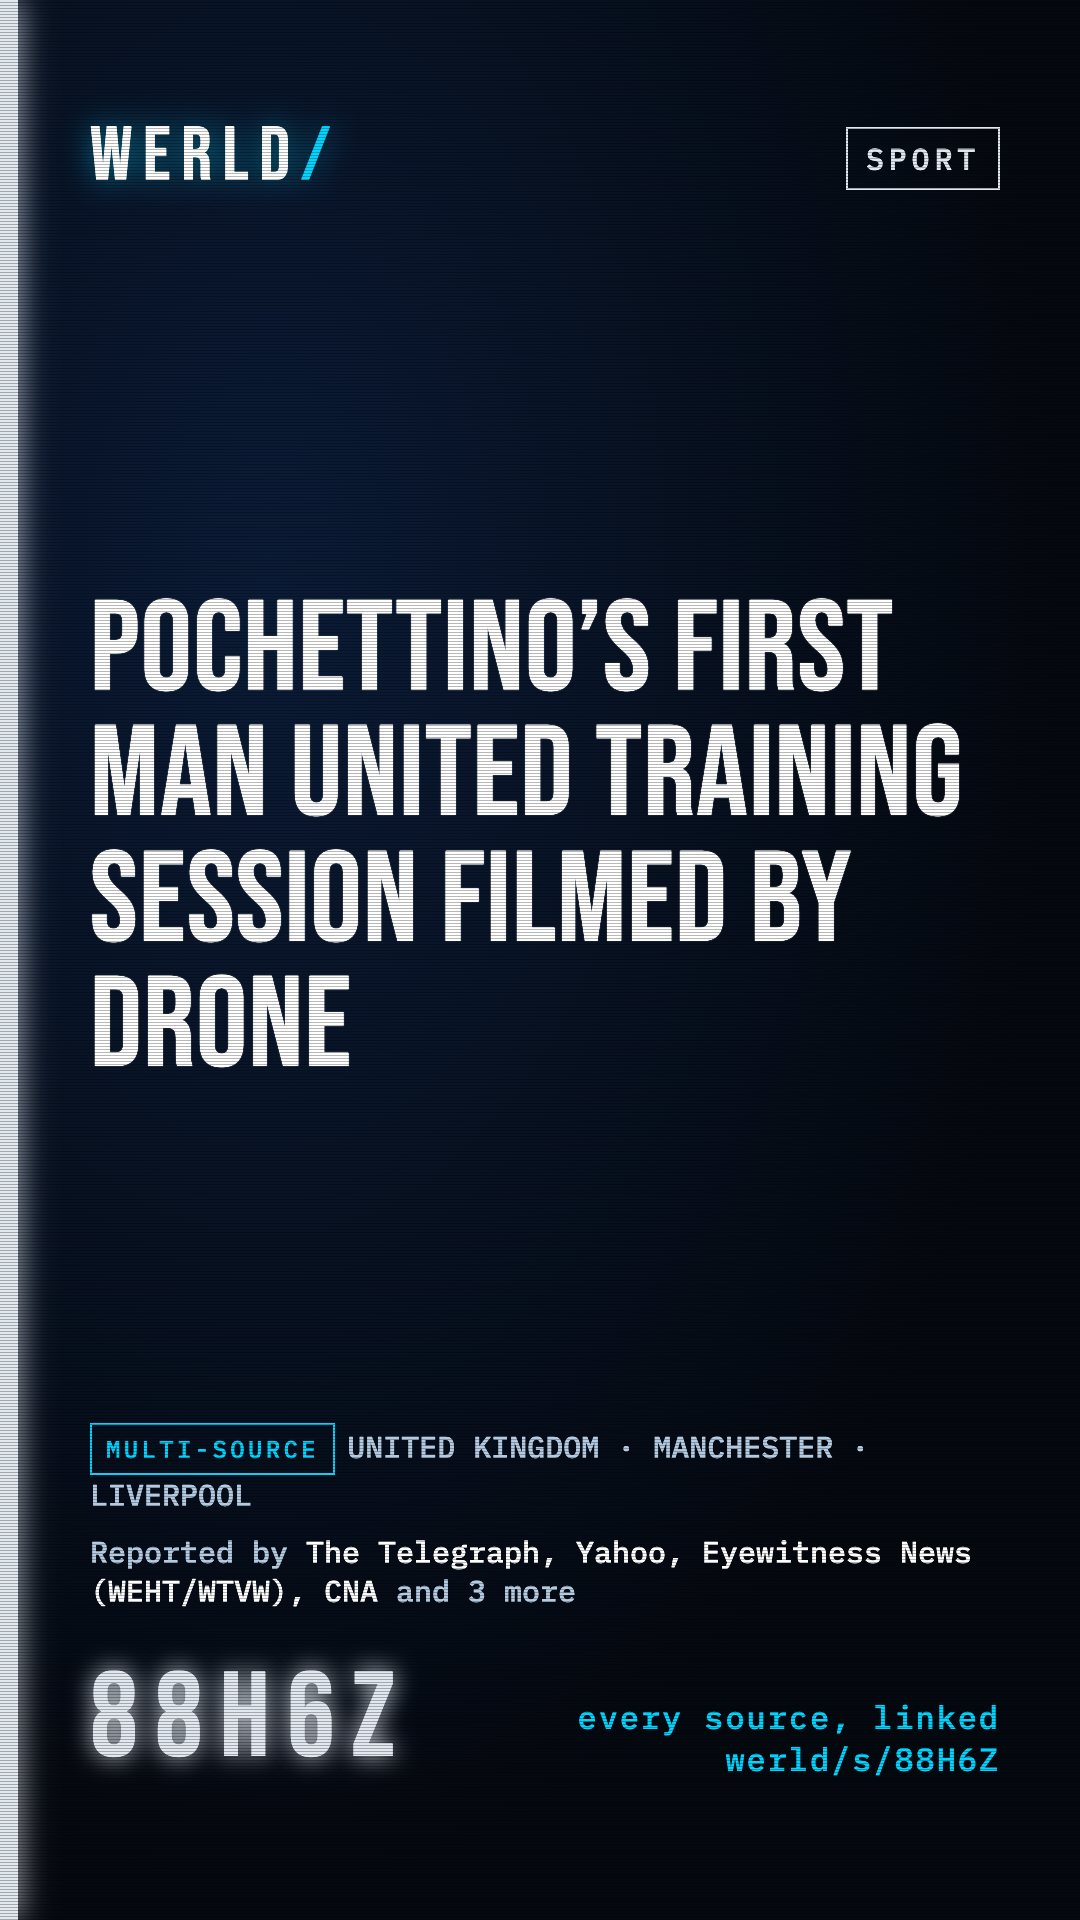 WERLD/
SPORT
POCHETTINO’S FIRST
MAN UNITED TRAINING
SESSION FILMED BY
DRONE
MULTI-SOURCE UNITED KINGDOM · MANCHESTER ·
LIVERPOOL
Reported by The Telegraph, Yahoo, Eyewitness News
(WEHT/WTVW), CNA and 3 more
88H6Z
every source, linked
werld/s/88H6Z